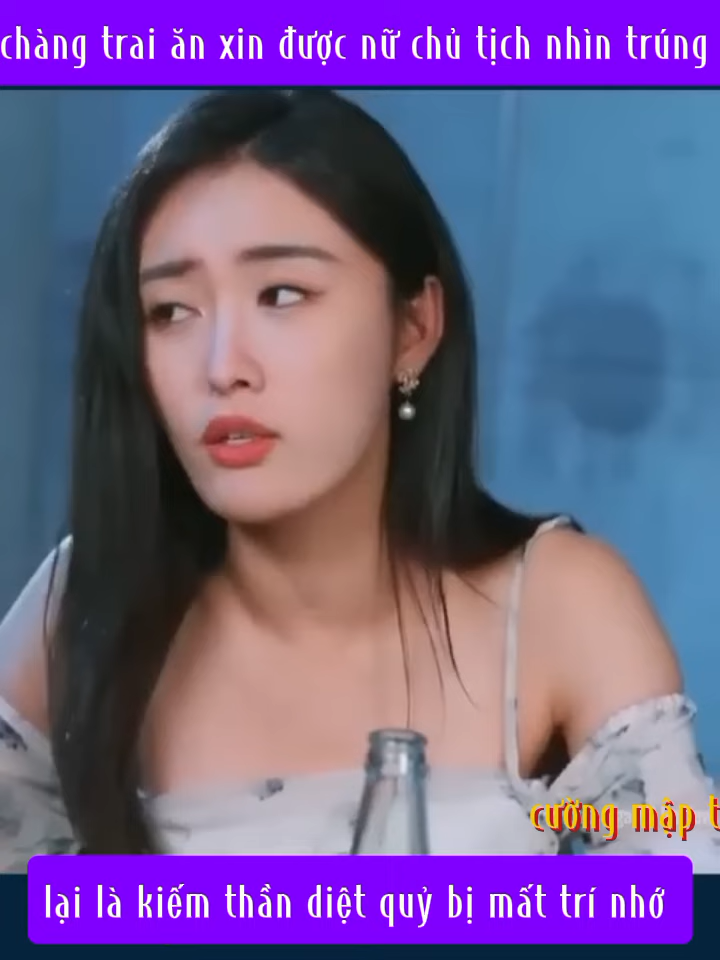 chàng trai ăn xin được nữ chủ tịch nhìn trúng
cường mập
lại là kiếm thần diệt quỷ bị mất trí nhớ